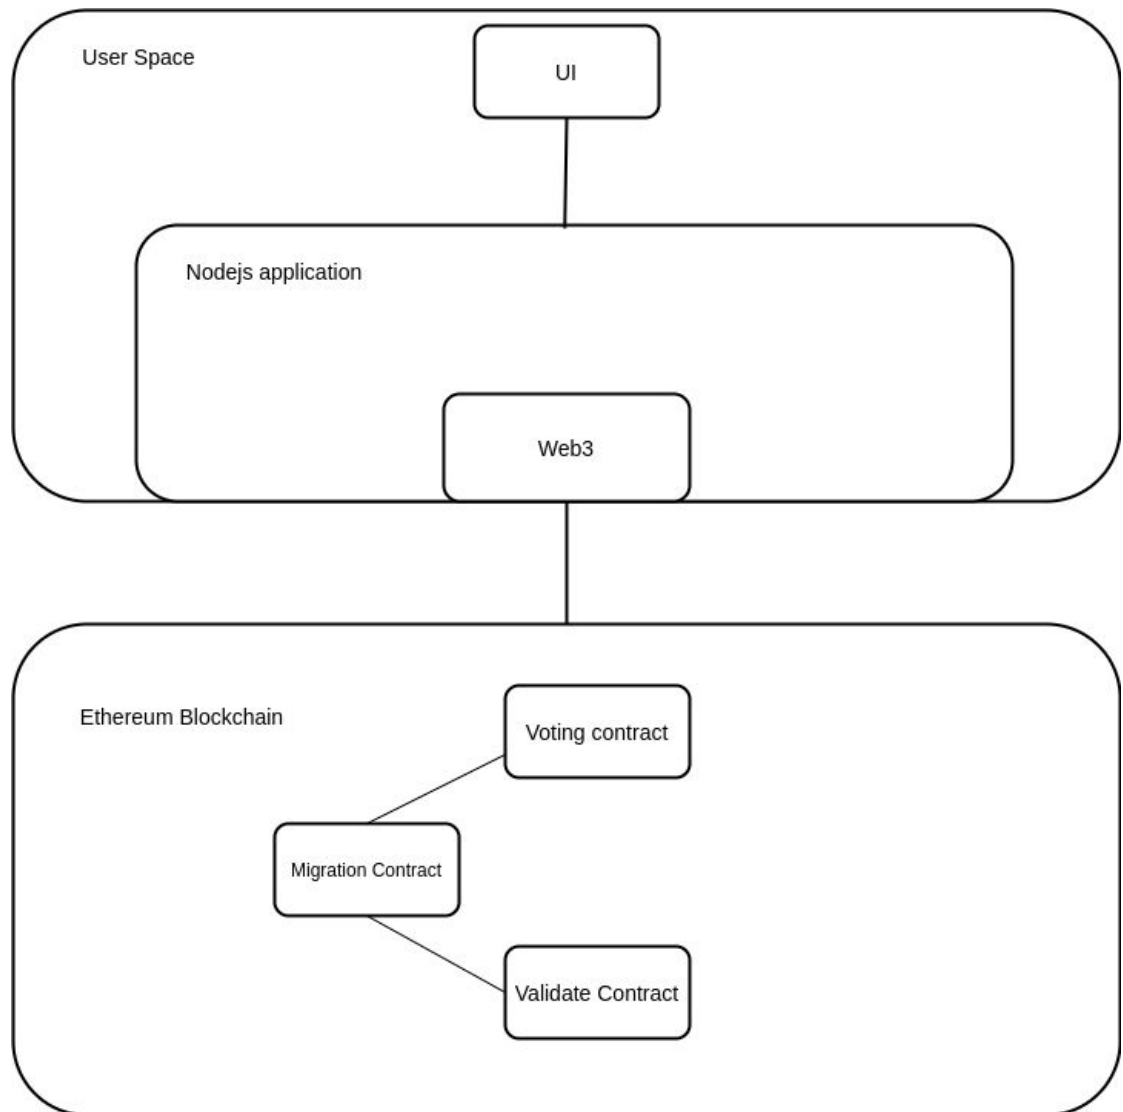 User Space
UI
Nodejs application
Web3
Ethereum Blockchain
Voting contract
Migration Contract
Validate Contract